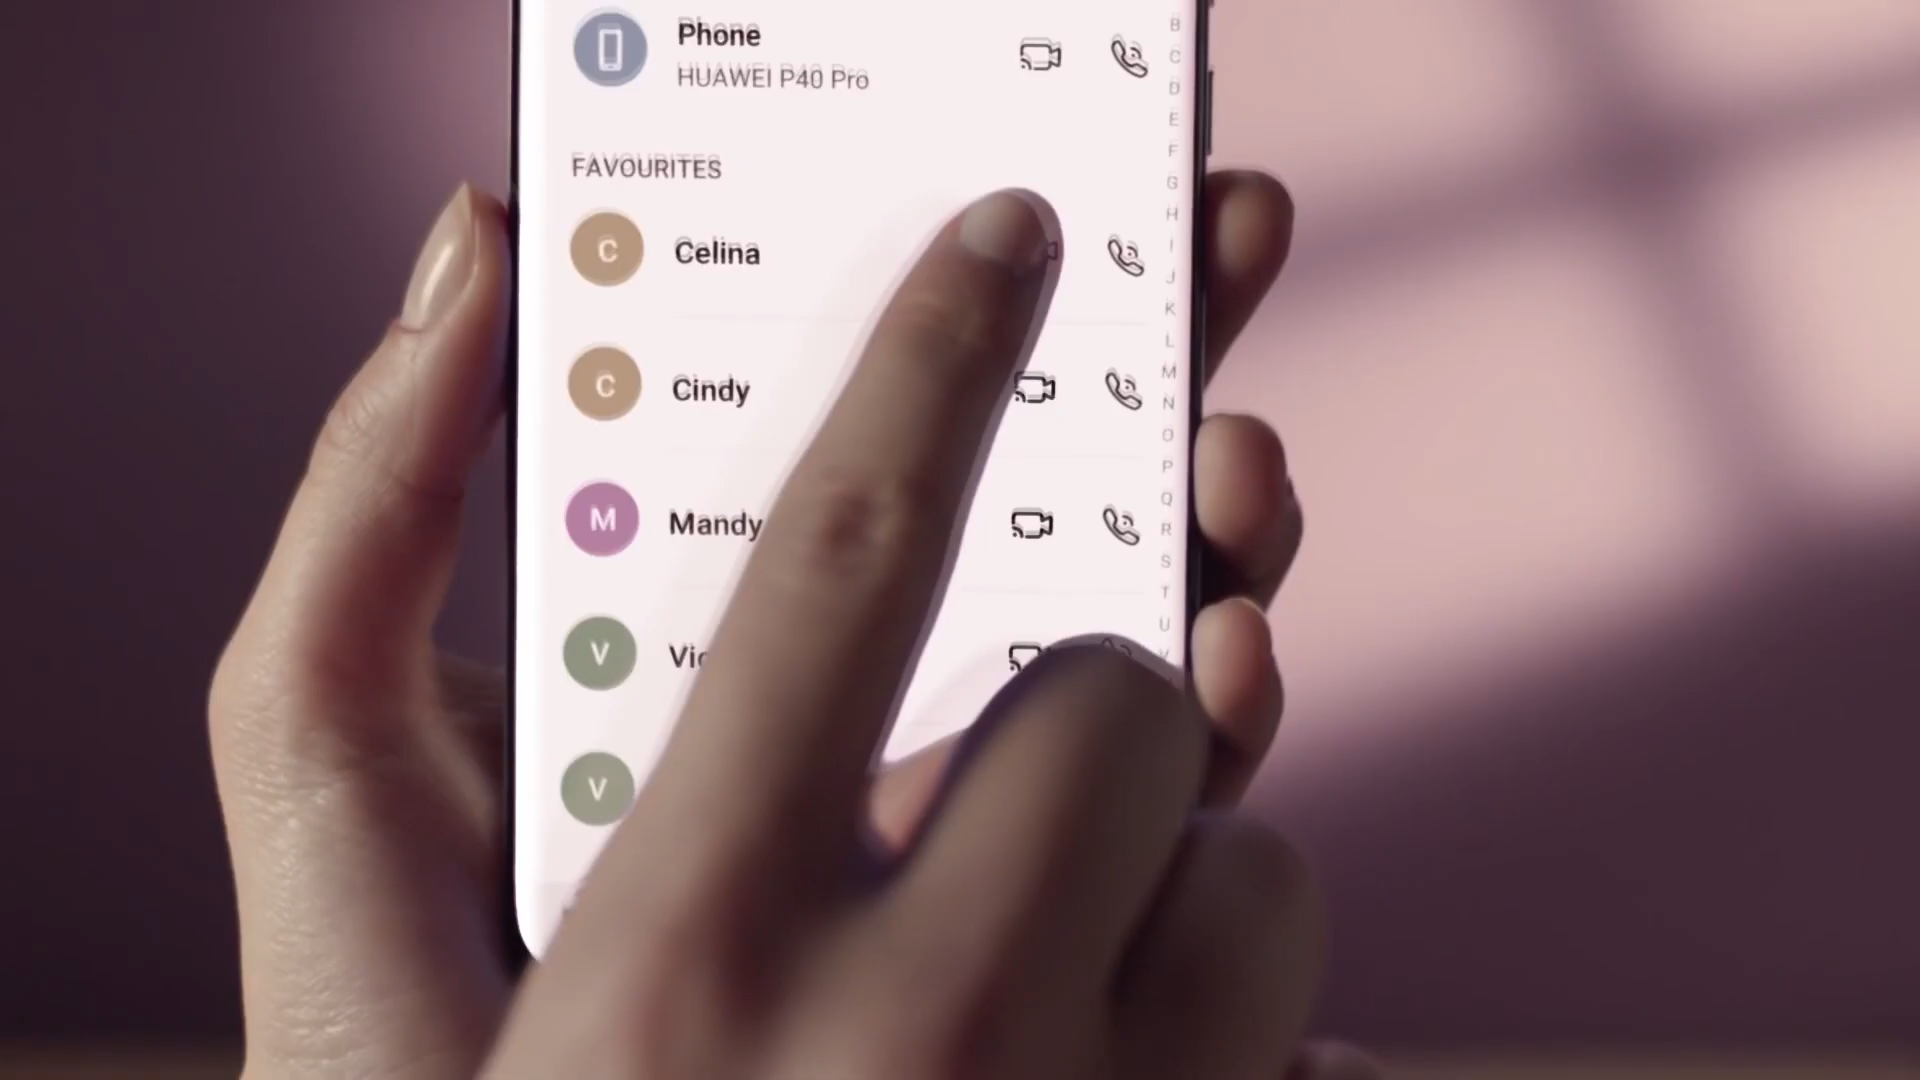 Phone
HUAWEI P40 Pro
FAVOURITES
C Celina
C Cindy
M Mandy
V
V
B
C
D
E
F
G
H
I
J
K
L
M
N
O
P
Q
R
S
T
U